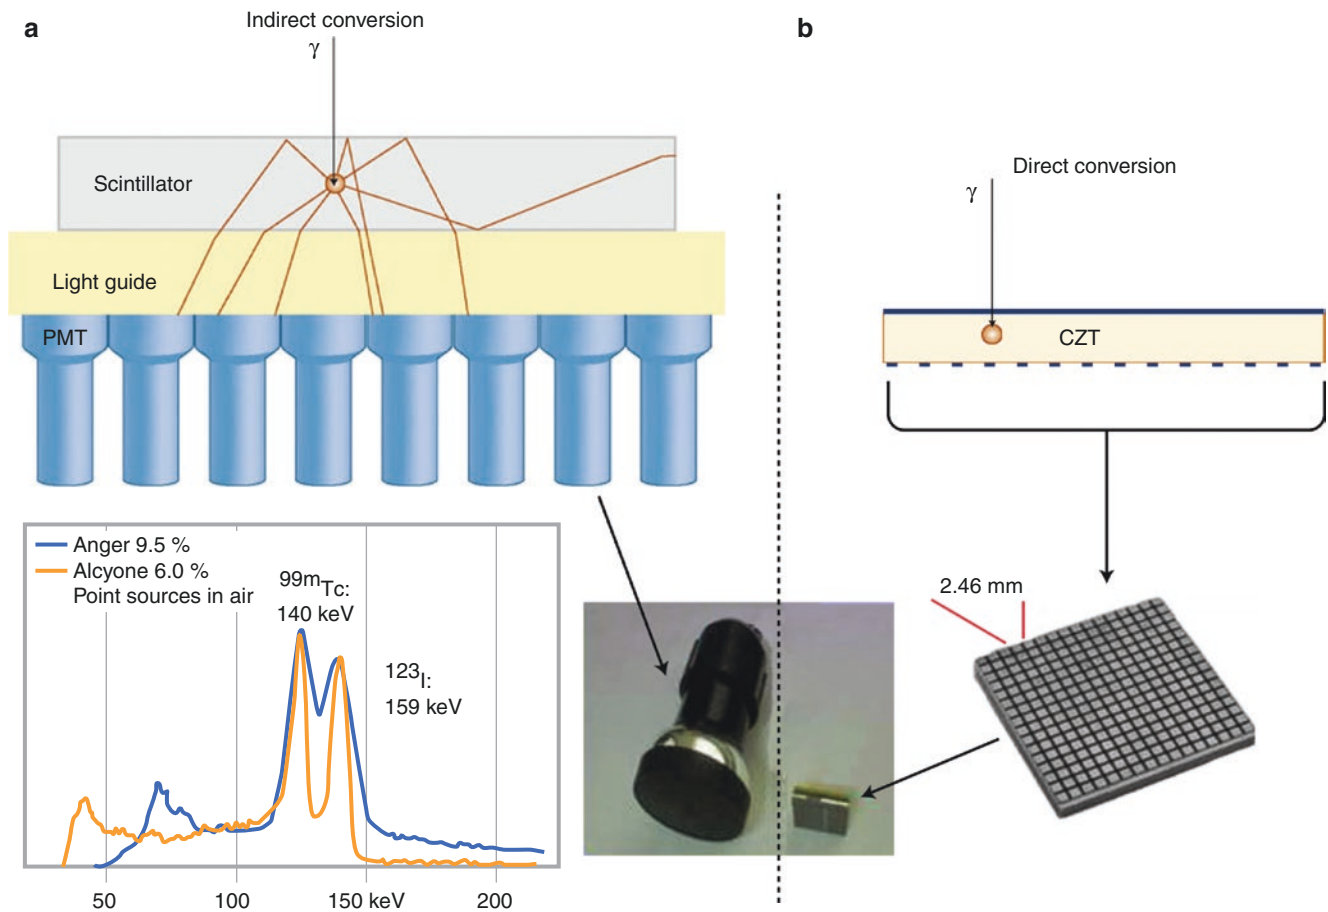 a
Indirect conversion
γ
Scintillator
Light guide
PMT
Anger 9.5 %
Alcyone 6.0 %
Point sources in air
99mTc:
140 keV
123I:
159 keV
50
100
150 keV
200
b
Direct conversion
γ
CZT
2.46 mm